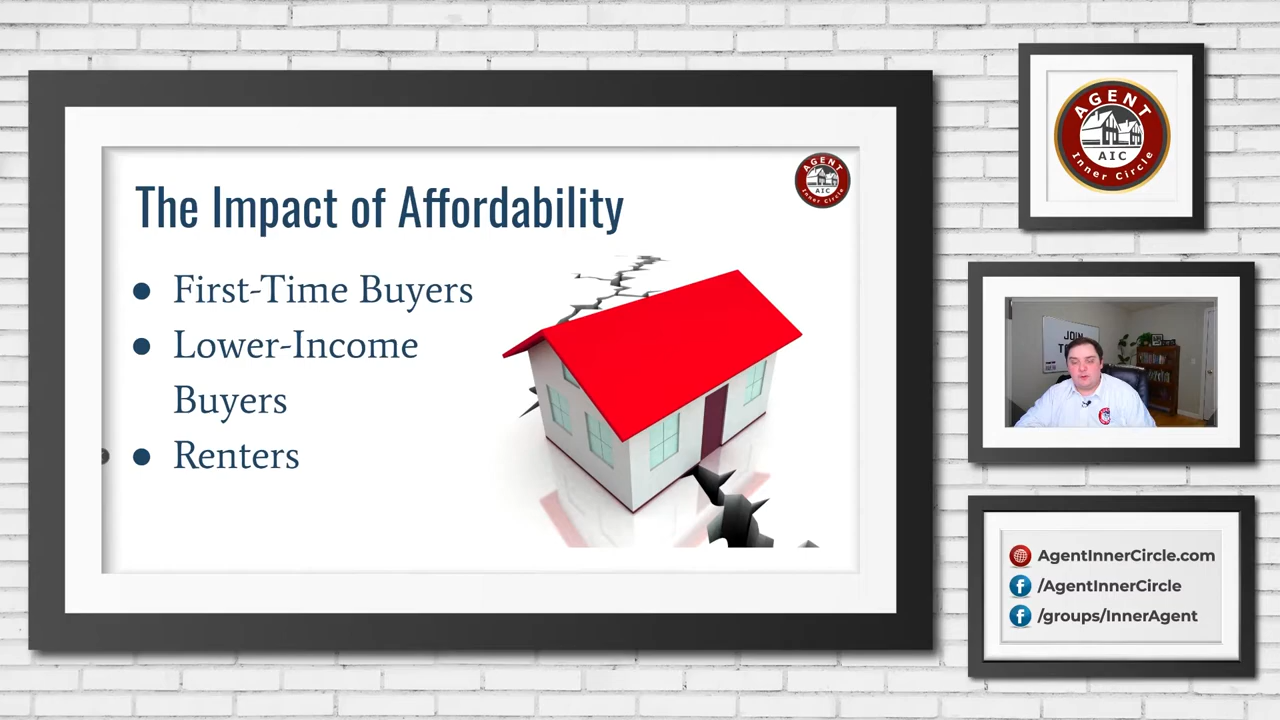 The Impact of Affordability
AGENT
AIC
Inner Circle
● First-Time Buyers
● Lower-Income
Buyers
● Renters
AGENT
AIC
Inner Circle
JOIN
AgentInnerCircle.com
/AgentInnerCircle
/groups/InnerAgent